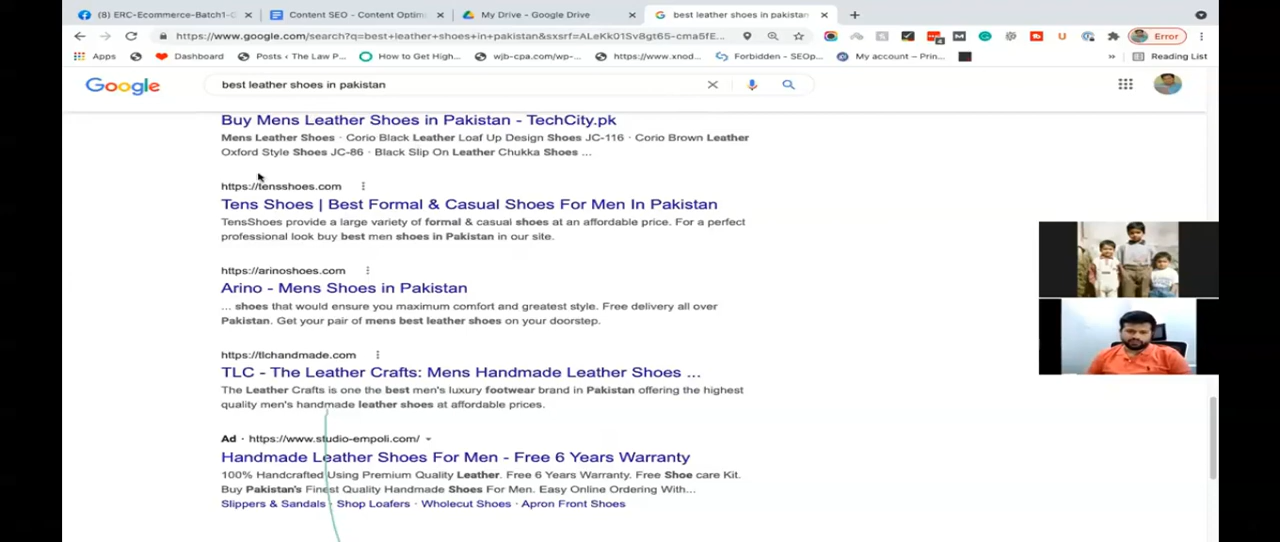 (8) ERC-Ecommerce-Batch1-C
Content SEO - Content Optim
My Drive - Google Drive
best leather shoes in pakistan
https://www.google.com/search?q=best+leather+shoes+in+pakistan&sxsrf=ALeKk01Sv8gt65-cma5fE...
Error
Apps
Dashboard
Posts ‹ The Law P...
How to Get High...
wjb-cpa.com/wp-...
https://www.xnod...
Forbidden - SEOp...
My account – Prin...
»
Reading List
Google
best leather shoes in pakistan
Buy Mens Leather Shoes in Pakistan - TechCity.pk
Mens Leather Shoes · Corio Black Leather Loaf Up Design Shoes JC-116 · Corio Brown Leather
Oxford Style Shoes JC-86 · Black Slip On Leather Chukka Shoes ...
https://tensshoes.com
Tens Shoes | Best Formal & Casual Shoes For Men In Pakistan
TensShoes provide a large variety of formal & casual shoes at an affordable price. For a perfect
professional look buy best men shoes in Pakistan in our site.
https://arinoshoes.com
Arino - Mens Shoes in Pakistan
... shoes that would ensure you maximum comfort and greatest style. Free delivery all over
Pakistan. Get your pair of mens best leather shoes on your doorstep.
https://tlchandmade.com
TLC - The Leather Crafts: Mens Handmade Leather Shoes ...
The Leather Crafts is one the best men's luxury footwear brand in Pakistan offering the highest
quality men's handmade leather shoes at affordable prices.
Ad · https://www.studio-empoli.com/
Handmade Leather Shoes For Men - Free 6 Years Warranty
100% Handcrafted Using Premium Quality Leather. Free 6 Years Warranty. Free Shoe care Kit.
Buy Pakistan's Finest Quality Handmade Shoes For Men. Easy Online Ordering With...
Slippers & Sandals · Shop Loafers · Wholecut Shoes · Apron Front Shoes